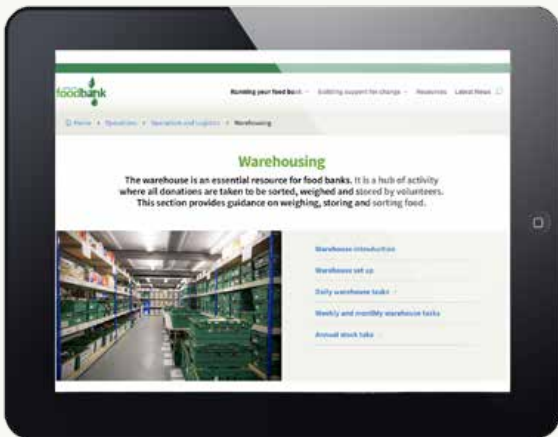 foodbank
Running your food bank Building support for change Resources Latest News
Home Operations Operations and Logistics Warehousing
Warehousing
The warehouse is an essential resource for food banks. It is a hub of activity
where all donations are taken to be sorted, weighed and stored by volunteers.
This section provides guidance on weighing, storing and sorting food.
Warehouse introduction
Warehouse set up
Daily warehouse tasks
Weekly and monthly warehouse tasks
Annual stock take